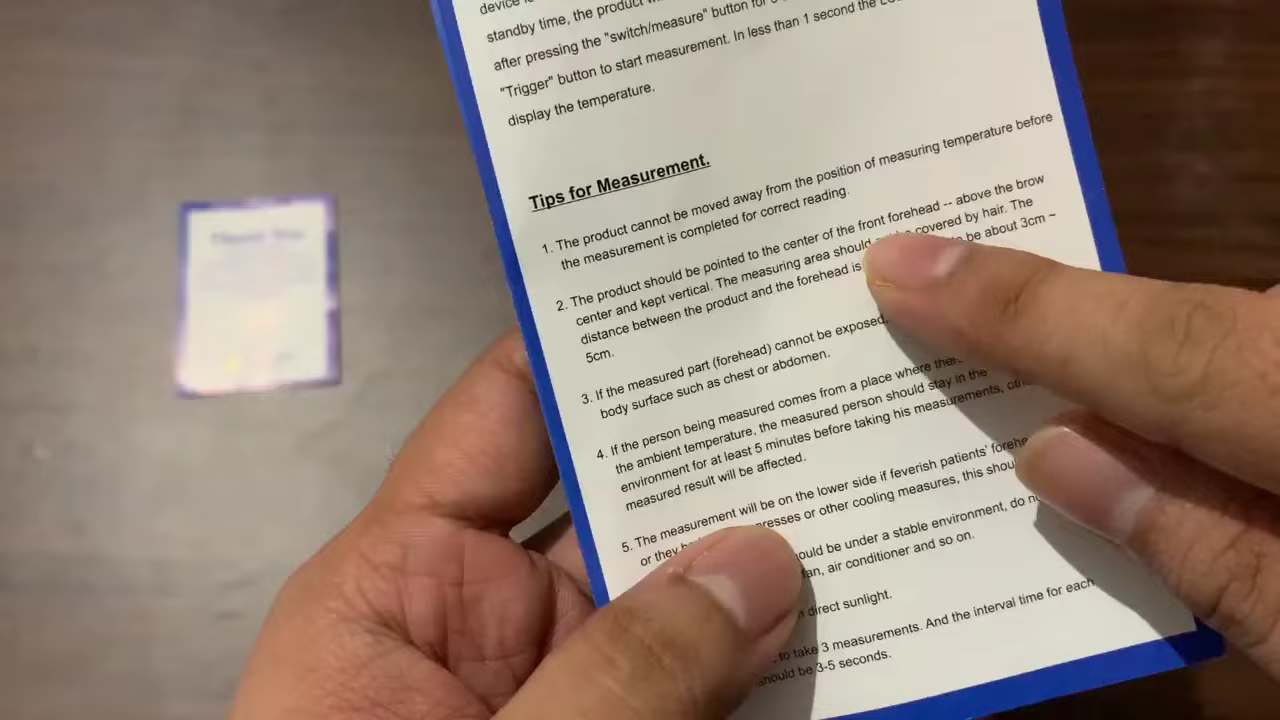 device is
standby time, the product
after pressing the "switch/measure" button for
"Trigger" button to start measurement. In less than 1 second the
display the temperature.
Tips for Measurement.
1. The product cannot be moved away from the position of measuring temperature before
the measurement is completed for correct reading.
2. The product should be pointed to the center of the front forehead -- above the brow
center and kept vertical. The measuring area should covered by hair. The
distance between the product and the forehead is be about 3cm ~
5cm.
3. If the measured part (forehead) cannot be exposed,
body surface such as chest or abdomen.
4. If the person being measured comes from a place where
the ambient temperature, the measured person should stay in the
environment for at least 5 minutes before taking his measurements,
measured result will be affected.
5. The measurement will be on the lower side if feverish patients'
or they or other cooling measures, this
be under a stable environment, do
fan, air conditioner and so on.
direct sunlight.
to take 3 measurements. And the interval time for each
should be 3-5 seconds.